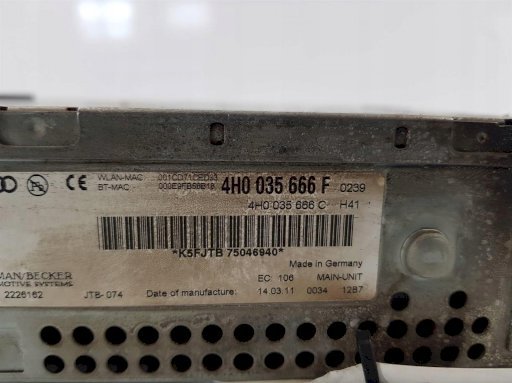 WLAN-MAC
BT-MAC
4H0 035 666 F 0239
4H0 035 666 C H41
*K5FJTB 75046940*
Made in Germany
MAN/BECKER EC 106 MAIN-UNIT
MOTIVE SYSTEMS
2226162 JTB-074 Date of manufacture: 14.03.11 0034 1287